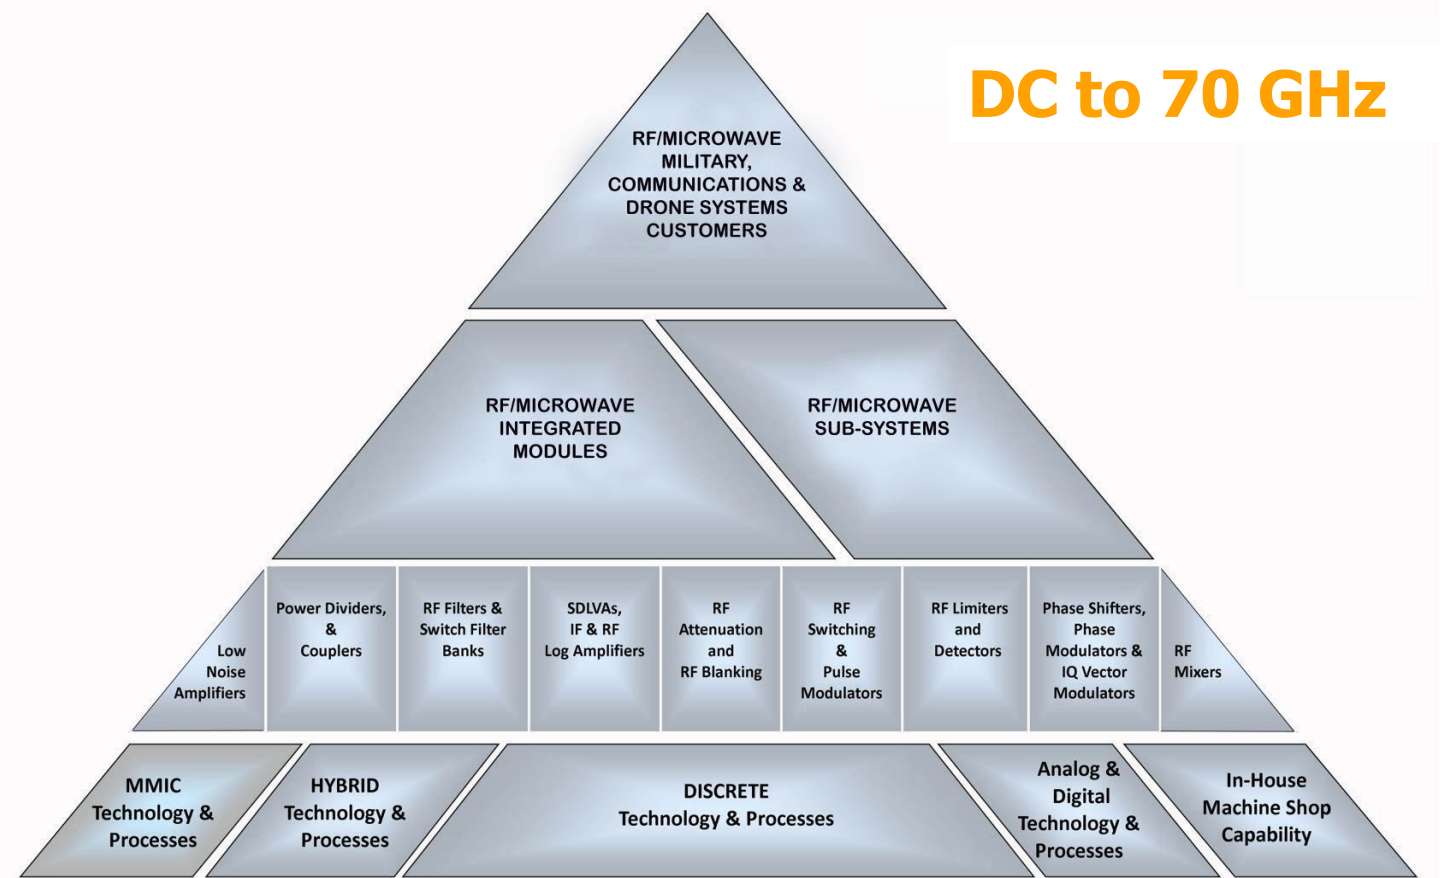 DC to 70 GHz
RF/MICROWAVE
MILITARY,
COMMUNICATIONS &
DRONE SYSTEMS
CUSTOMERS
RF/MICROWAVE
INTEGRATED
MODULES
RF/MICROWAVE
SUB-SYSTEMS
Low
Noise
Amplifiers
Power Dividers,
&
Couplers
RF Filters &
Switch Filter
Banks
SDLVAs,
IF & RF
Log Amplifiers
RF
Attenuation
and
RF Blanking
RF
Switching
&
Pulse
Modulators
RF Limiters
and
Detectors
Phase Shifters,
Phase
Modulators &
IQ Vector
Modulators
RF
Mixers
MMIC
Technology &
Processes
HYBRID
Technology &
Processes
DISCRETE
Technology & Processes
Analog &
Digital
Technology &
Processes
In-House
Machine Shop
Capability